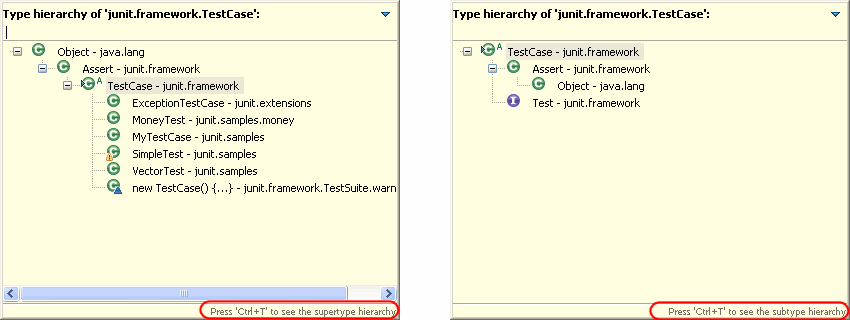 Type hierarchy of 'junit.framework.TestCase':
Object - java.lang
Assert - junit.framework
TestCase - junit.framework
ExceptionTestCase - junit.extensions
MoneyTest - junit.samples.money
MyTestCase - junit.samples
SimpleTest - junit.samples
VectorTest - junit.samples
new TestCase() {...} - junit.framework.TestSuite.warn
Press 'Ctrl+T' to see the supertype hierarchy
Type hierarchy of 'junit.framework.TestCase':
TestCase - junit.framework
Assert - junit.framework
Object - java.lang
Test - junit.framework
Press 'Ctrl+T' to see the subtype hierarchy